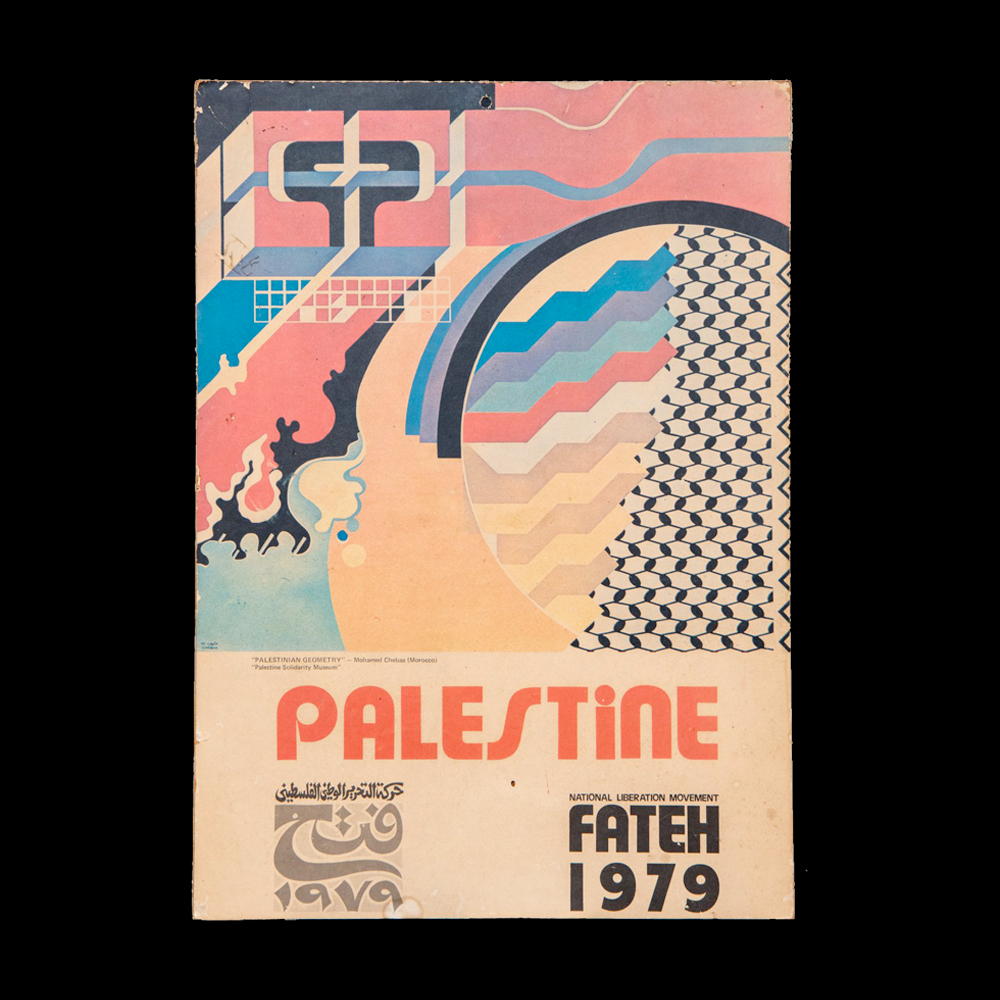 "PALESTINIAN GEOMETRY" — Mohamed Chebaa (Morocco)
"Palestine Solidarity Museum"
PALESTiNE
حركة التحرير الوطني الفلسطيني
فتح
١٩٧٩
NATIONAL LIBERATION MOVEMENT
FATEH
1979